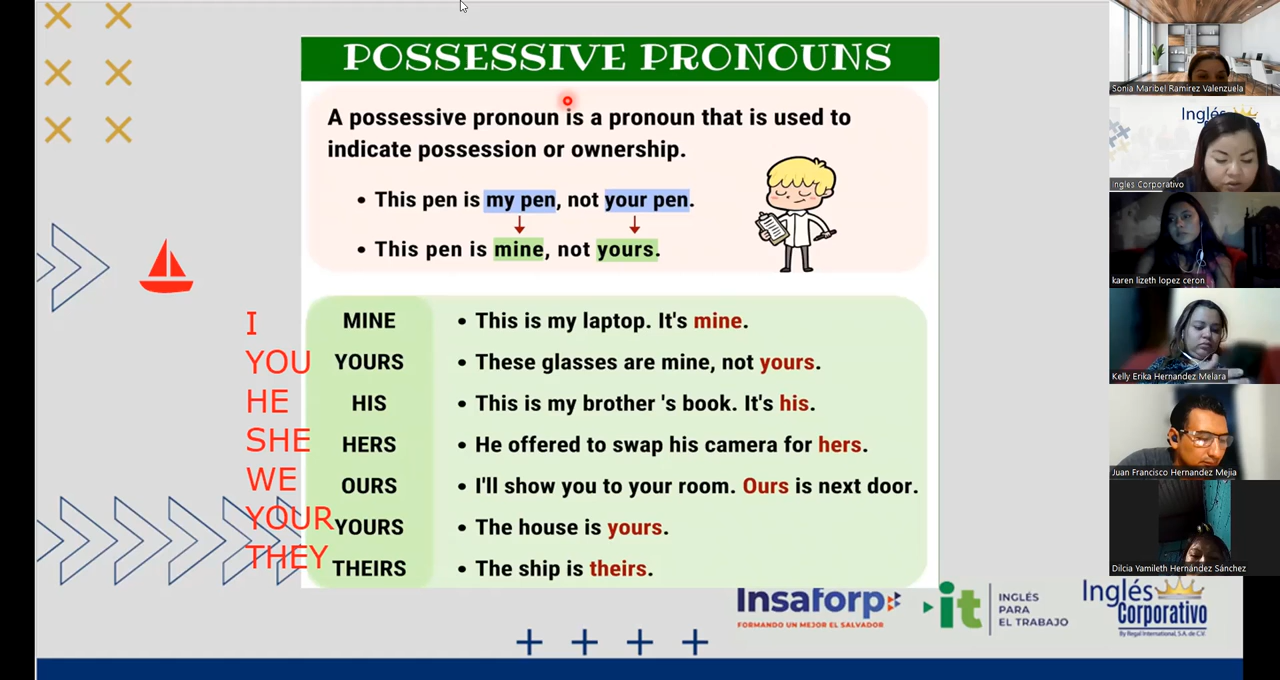 POSSESSIVE PRONOUNS
A possessive pronoun is a pronoun that is used to
indicate possession or ownership.
• This pen is my pen, not your pen.
• This pen is mine, not yours.
I
MINE • This is my laptop. It's mine.
YOU YOURS • These glasses are mine, not yours.
HE HIS • This is my brother 's book. It's his.
SHE HERS • He offered to swap his camera for hers.
WE OURS • I'll show you to your room. Ours is next door.
YOUR YOURS • The house is yours.
THEY THEIRS • The ship is theirs.
Insaforp
FORMANDO UN MEJOR EL SALVADOR
it
INGLÉS
PARA
EL TRABAJO
Inglés
Corporativo
By Regal International, S.A. de C.V.
Sonia Maribel Ramirez Valenzuela
Inglés
Ingles Corporativo
karen lizeth lopez ceron
Kelly Erika Hernandez Melara
Juan Francisco Hernandez Mejia
Dilcia Yamileth Hernández Sánchez